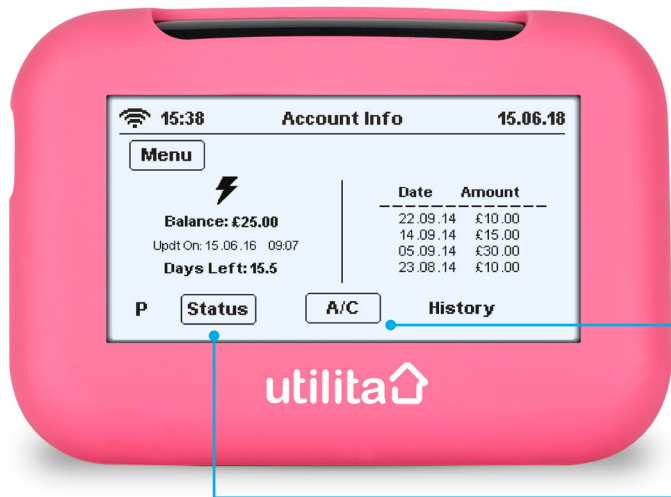 15:38 Account Info 15.06.18
Menu
Balance: £25.00
Updt On: 15.06.16 09:07
Days Left: 15.5
Date Amount
22.09.14 £10.00
14.09.14 £15.00
05.09.14 £30.00
23.08.14 £10.00
P Status A/C History
utilita